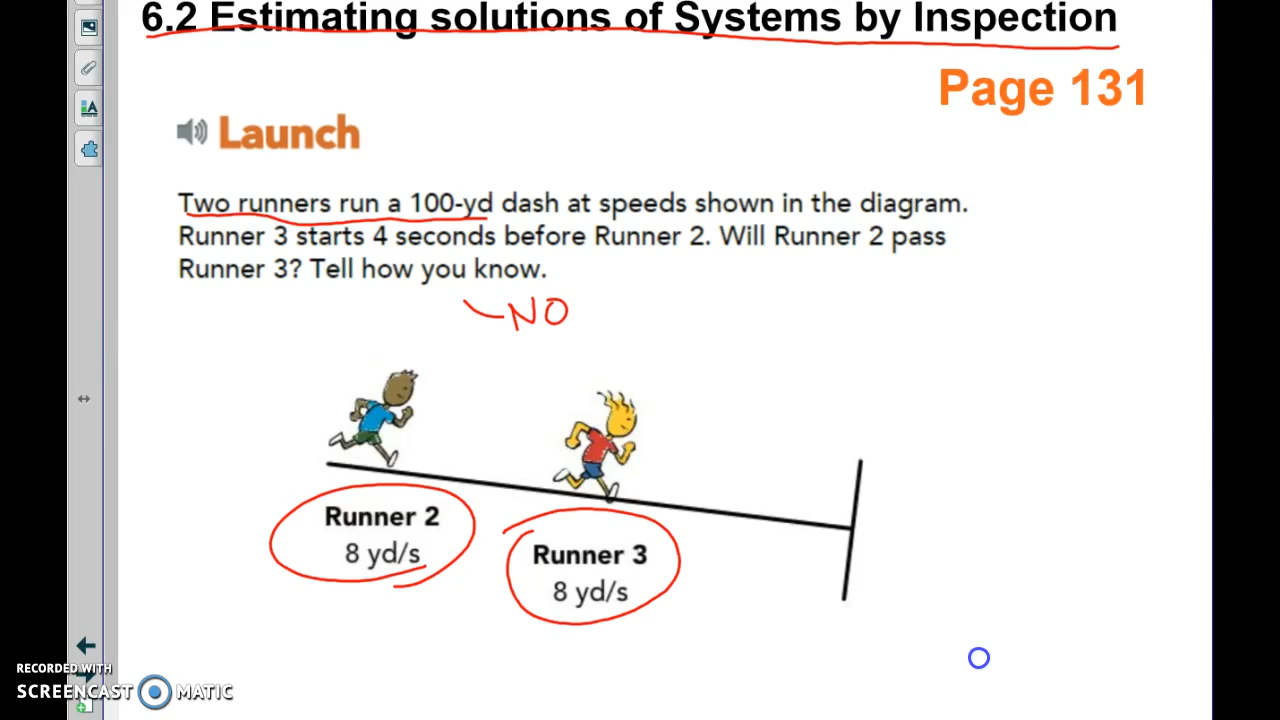 6.2 Estimating solutions of Systems by Inspection
Page 131
Launch
Two runners run a 100-yd dash at speeds shown in the diagram.
Runner 3 starts 4 seconds before Runner 2. Will Runner 2 pass
Runner 3? Tell how you know.
NO
Runner 2
8 yd/s
Runner 3
8 yd/s
RECORDED WITH
SCREENCAST MATIC